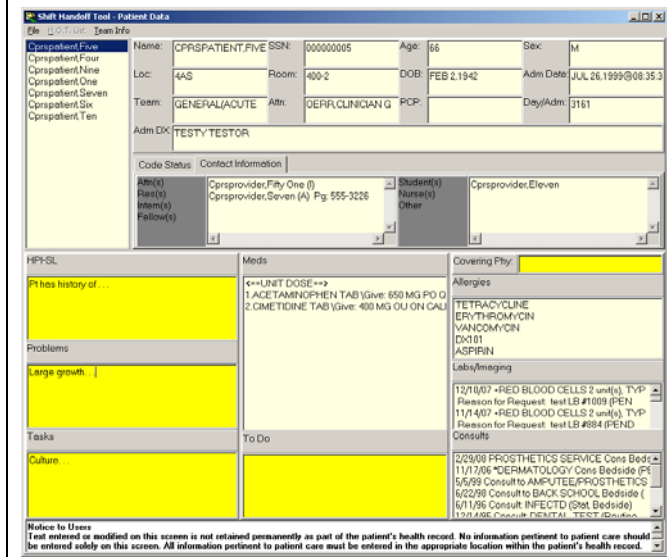 Shift Handoff Tool - Patient Data
File H.O.T. List Team Info
Cprspatient,Five
Cprspatient,Four
Cprspatient,Nine
Cprspatient,One
Cprspatient,Seven
Cprspatient,Six
Cprspatient,Ten
Name: CPRSPATIENT,FIVE SSN: 000000005 Age: 66 Sex: M
Loc: 4AS Room: 400-2 DOB: FEB 2,1942 Adm Date: JUL 26,1999@08:35:3
Team: GENERAL(ACUTE Attn: OERR,CLINICIAN G PCP: Day/Adm: 3161
Adm DX: TESTY TESTOR
Code Status Contact Information
Attn(s)
Res(s)
Intern(s)
Fellow(s)
Cprsprovider,Fifty One (I)
Cprsprovider,Seven (A) Pg: 555-3226
Student(s)
Nurse(s)
Other
Cprsprovider,Eleven
HPI-SL
Pt has history of...
Problems
Large growth...
Tasks
Culture...
Meds
<==UNIT DOSE==>
1.ACETAMINOPHEN TAB \Give: 650 MG PO Q
2.CIMETIDINE TAB \Give: 400 MG OU ON CALL
To Do
Covering Phy:
Allergies
TETRACYCLINE
ERYTHROMYCIN
VANCOMYCIN
DX101
ASPIRIN
Labs/Imaging
12/10/07 +RED BLOOD CELLS 2 unit(s), TYP
Reason for Request: test LB #1009 (PEN
11/14/07 +RED BLOOD CELLS 2 unit(s), TYP
Reason for Request: test LB #884 (PEND
Consults
2/29/08 PROSTHETICS SERVICE Cons Beds
11/17/06 *DERMATOLOGY Cons Bedside (PE
5/5/99 Consult to AMPUTEE/PROSTHETICS
6/22/98 Consult to BACK SCHOOL Bedside (
6/11/96 Consult: INFECTD (Stat, Bedside)
12/14/95 Consult: DENTAL TEST (Routine
Notice to Users
Text entered or modified on this screen is not retained permanently as part of the patient's health record. No information pertinent to patient care should
be entered solely on this screen. All information pertinent to patient care must be entered in the appropriate location within the patient's health record.